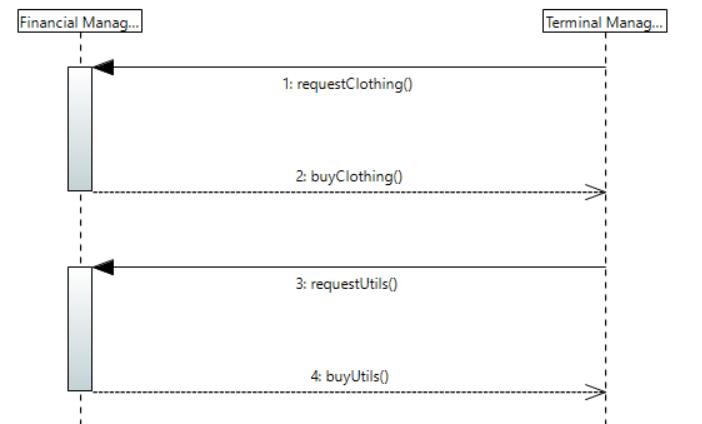 Financial Manag...
Terminal Manag...
1: requestClothing()
2: buyClothing()
3: requestUtils()
4: buyUtils()